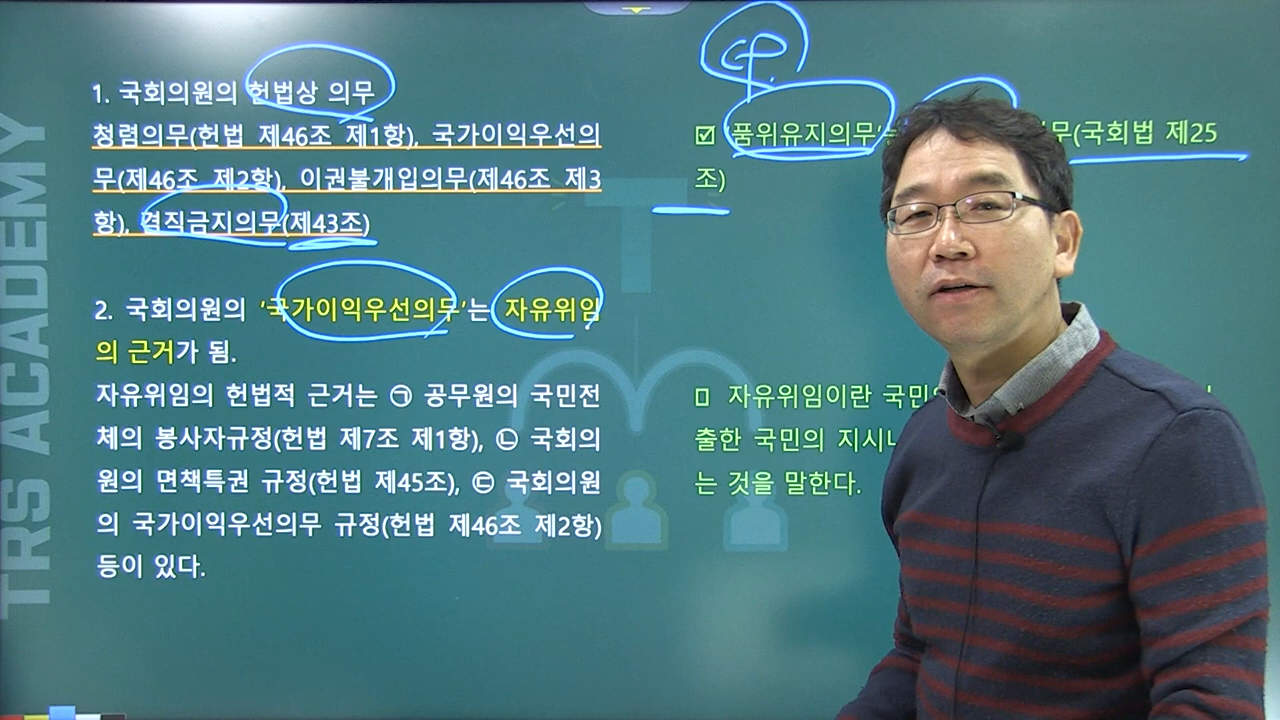 1. 국회의원의 헌법상 의무
청렴의무(헌법 제46조 제1항), 국가이익우선의
무(제46조 제2항), 이권불개입의무(제46조 제3
항), 겸직금지의무(제43조)
2. 국회의원의 '국가이익우선의무'는 자유위임
의 근거가 됨.
자유위임의 헌법적 근거는 ㉠ 공무원의 국민전
체의 봉사자규정(헌법 제7조 제1항), ㉡ 국회의
원의 면책특권 규정(헌법 제45조), ㉢ 국회의원
의 국가이익우선의무 규정(헌법 제46조 제2항)
등이 있다.
☑ '품위유지의무' 무(국회법 제25
조)
□ 자유위임이란
출한 국민의
는 것을 말한다.
TRS ACADEMY